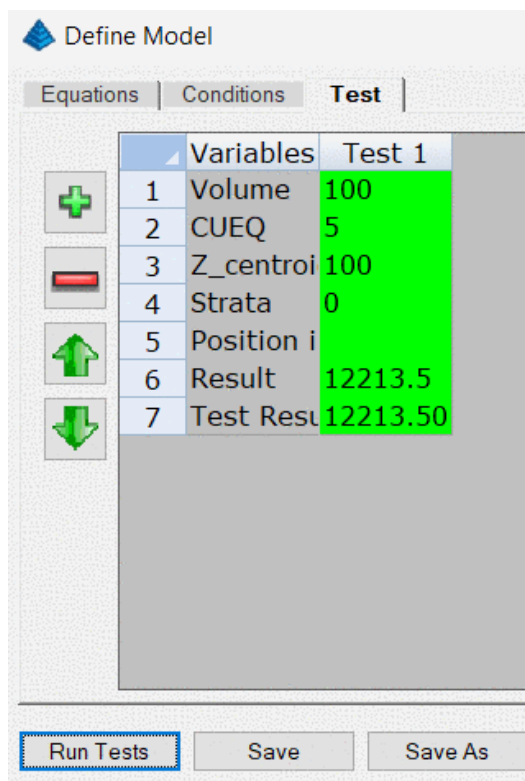 Define Model
Equations Conditions Test
Variables Test 1
1 Volume 100
2 CUEQ 5
3 Z_centroi 100
4 Strata 0
5 Position i
6 Result 12213.5
7 Test Resu 12213.50
Run Tests Save Save As